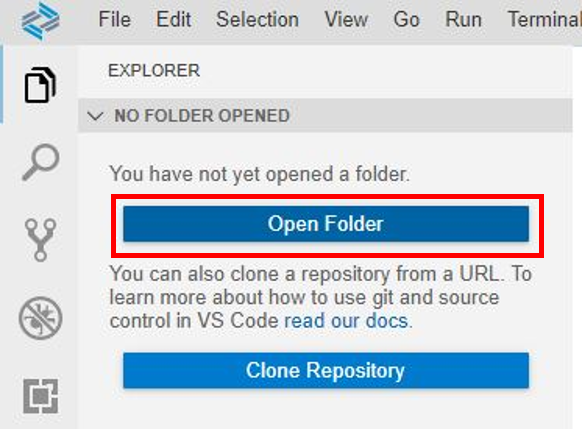 File Edit Selection View Go Run Terminal
EXPLORER
NO FOLDER OPENED
You have not yet opened a folder.
Open Folder
You can also clone a repository from a URL. To
learn more about how to use git and source
control in VS Code read our docs.
Clone Repository